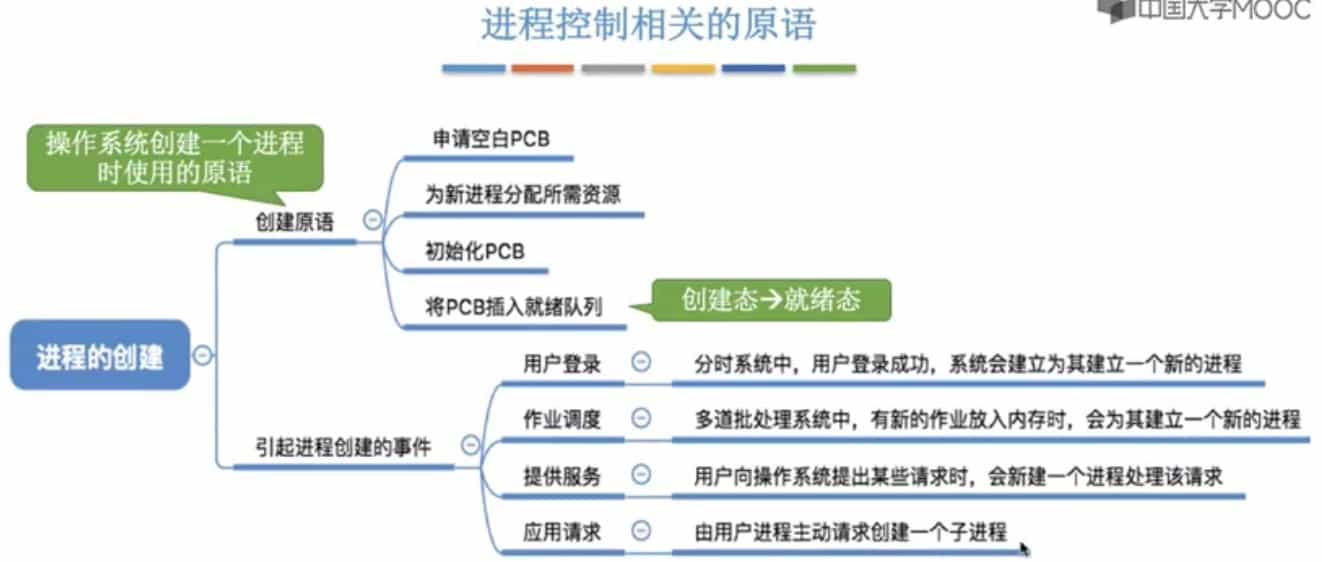 中国大学MOOC
进程控制相关的原语
操作系统创建一个进程
时使用的原语
创建原语
申请空白PCB
为新进程分配所需资源
初始化PCB
将PCB插入就绪队列
创建态→就绪态
进程的创建
引起进程创建的事件
用户登录
分时系统中，用户登录成功，系统会建立为其建立一个新的进程
作业调度
多道批处理系统中，有新的作业放入内存时，会为其建立一个新的进程
提供服务
用户向操作系统提出某些请求时，会新建一个进程处理该请求
应用请求
由用户进程主动请求创建一个子进程